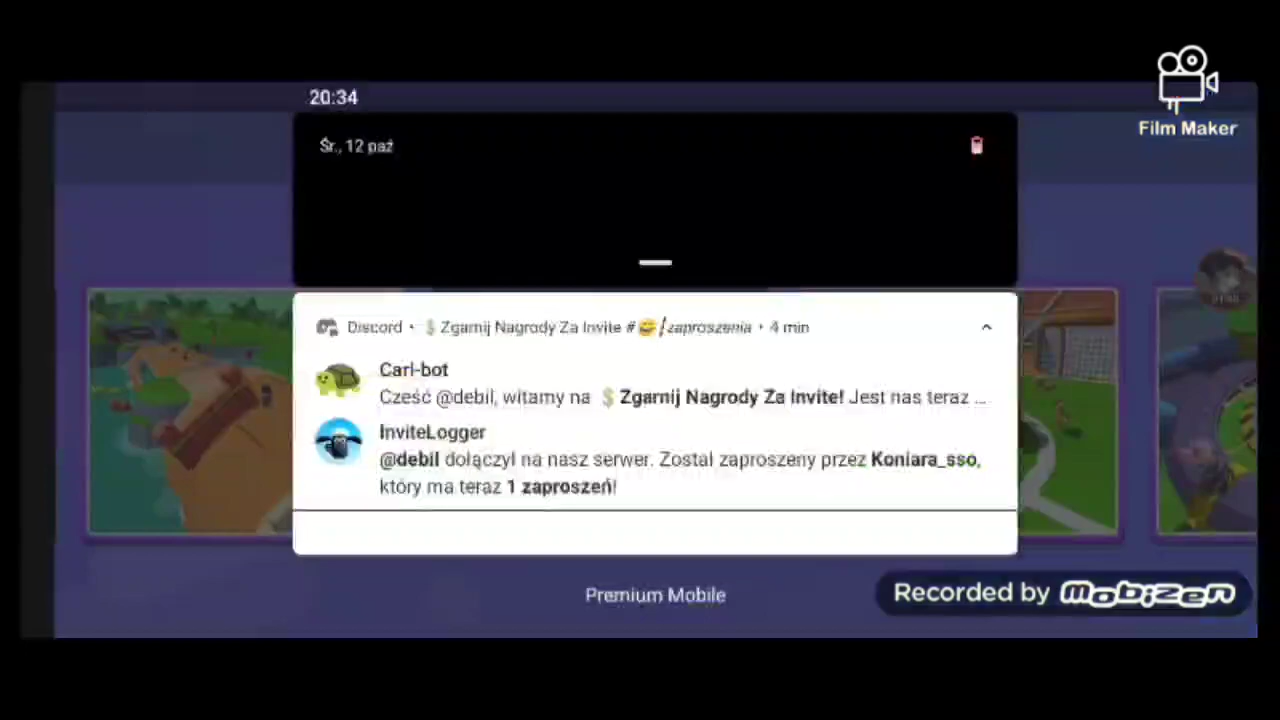 20:34
Film Maker
Śr., 12 paź
Discord • $ Zgarnij Nagrody Za Invite #😅/zaproszenia • 4 min
Carl-bot
Cześć @debil, witamy na $ Zgarnij Nagrody Za Invite! Jest nas teraz ...
InviteLogger
@debil dołączył na nasz serwer. Został zaproszeny przez Koniara_sso,
który ma teraz 1 zaproszeń!
Premium Mobile
Recorded by mobizen